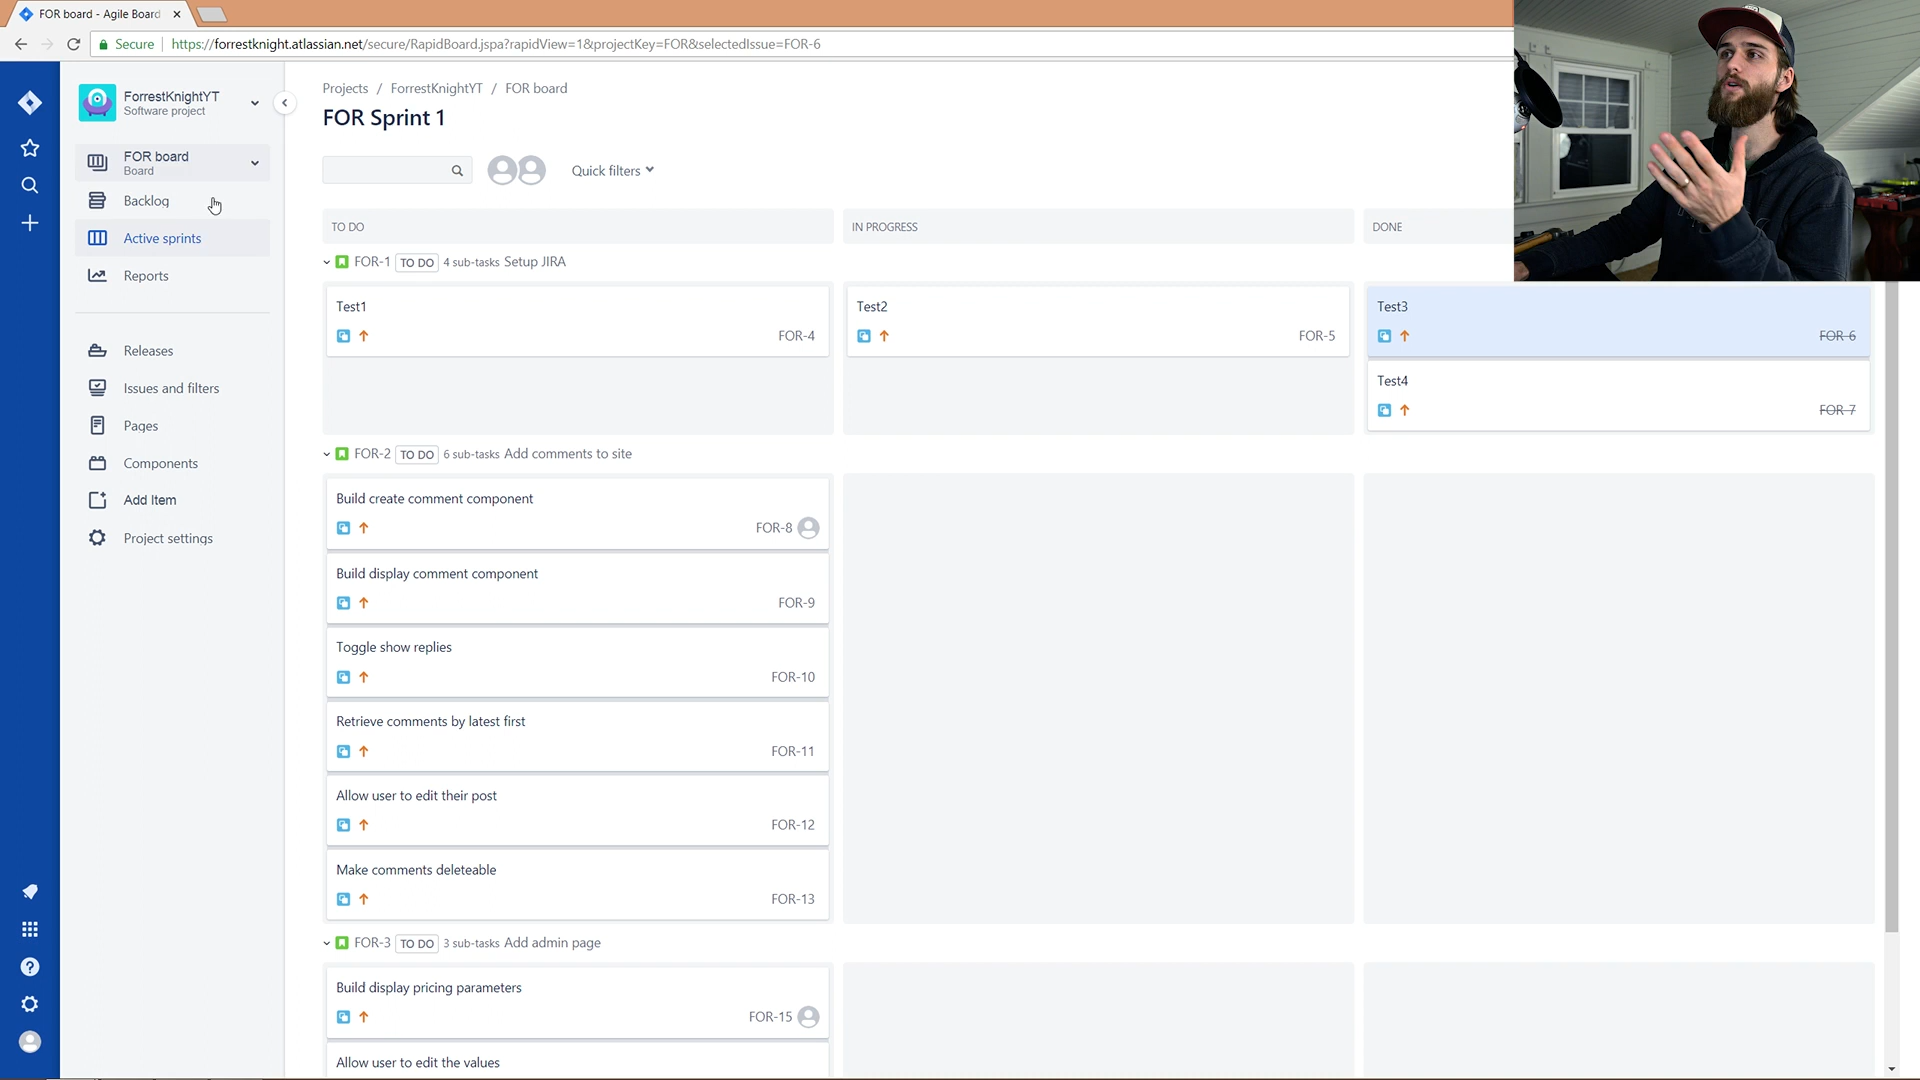 FOR board - Agile Board
Secure
https://forrestknight.atlassian.net/secure/RapidBoard.jspa?rapidView=1&projectKey=FOR&selectedIssue=FOR-6
ForrestKnightYT
Software project
FOR board
Board
Backlog
Active sprints
Reports
Releases
Issues and filters
Pages
Components
Add Item
Project settings
Projects / ForrestKnightYT / FOR board
FOR Sprint 1
Quick filters
TO DO
IN PROGRESS
DONE
FOR-1 TO DO 4 sub-tasks Setup JIRA
Test1
FOR-4
Test2
FOR-5
Test3
FOR-6
Test4
FOR-7
FOR-2 TO DO 6 sub-tasks Add comments to site
Build create comment component
FOR-8
Build display comment component
FOR-9
Toggle show replies
FOR-10
Retrieve comments by latest first
FOR-11
Allow user to edit their post
FOR-12
Make comments deleteable
FOR-13
FOR-3 TO DO 3 sub-tasks Add admin page
Build display pricing parameters
FOR-15
Allow user to edit the values